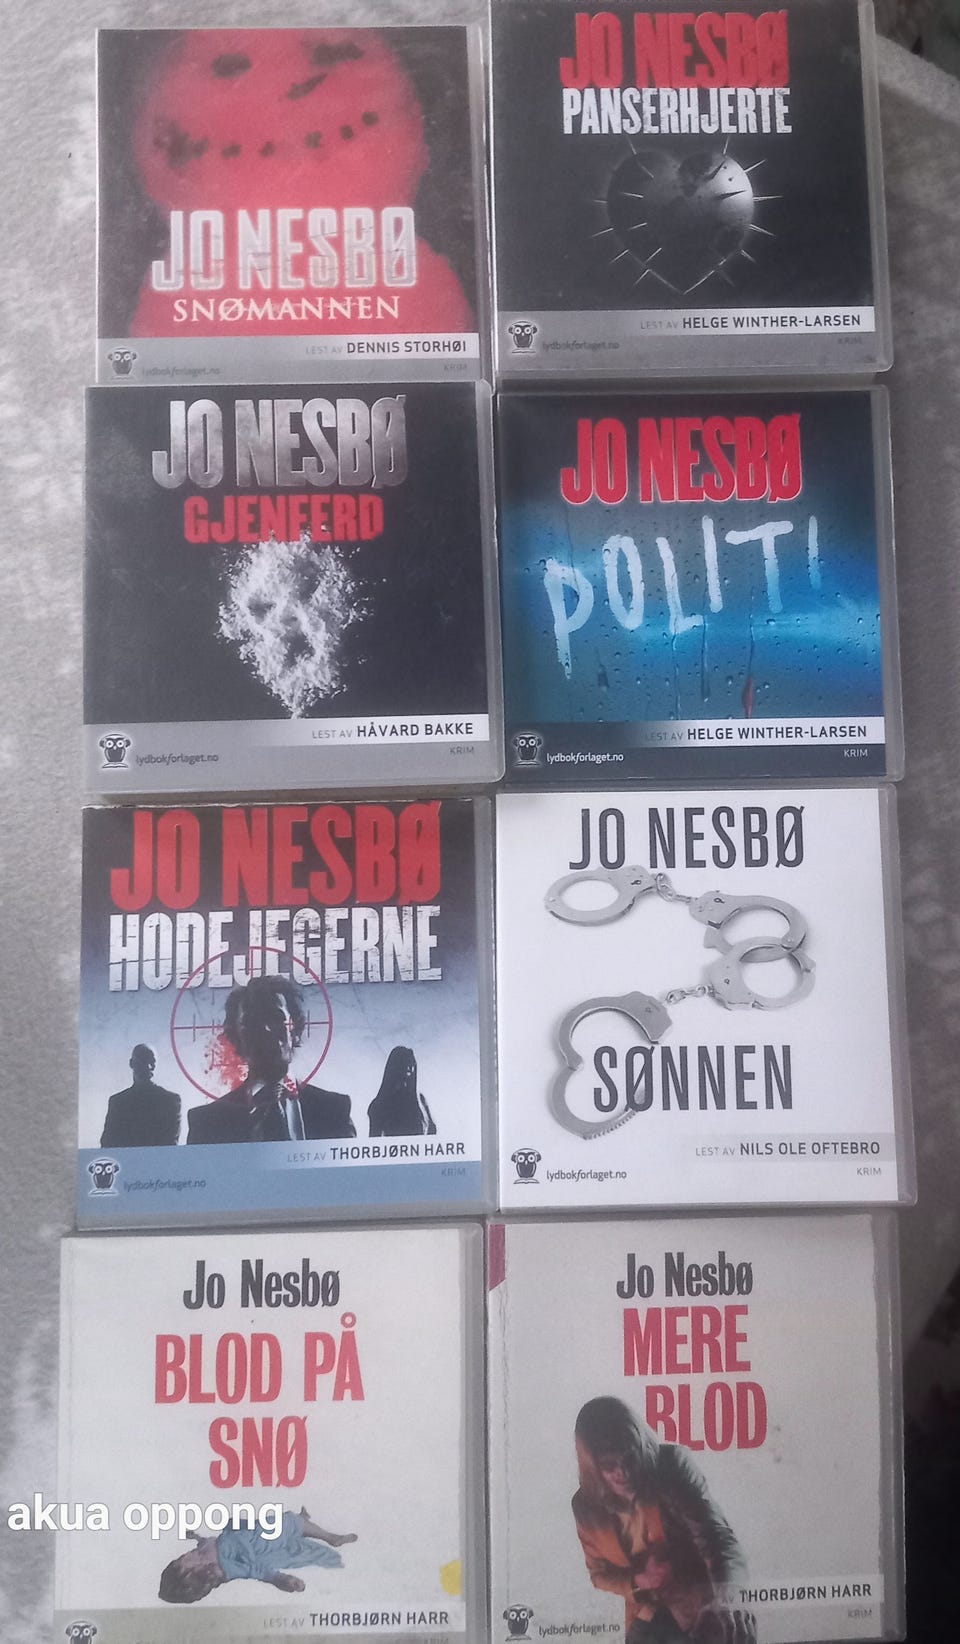 JO NESBØ
SNØMANNEN
LEST AV DENNIS STORHØI
KRIM
lydbokforlaget.no
JO NESBØ
PANSERHJERTE
LEST AV HELGE WINTHER-LARSEN
KRIM
lydbokforlaget.no
JO NESBØ
GJENFERD
LEST AV HÅVARD BAKKE
KRIM
lydbokforlaget.no
JO NESBØ
POLITI
LEST AV HELGE WINTHER-LARSEN
KRIM
lydbokforlaget.no
JO NESBØ
HODEJEGERNE
LEST AV THORBJØRN HARR
KRIM
lydbokforlaget.no
JO NESBØ
SØNNEN
LEST AV NILS OLE OFTEBRO
KRIM
lydbokforlaget.no
Jo Nesbø
BLOD PÅ
SNØ
akua oppong
LEST AV THORBJØRN HARR
KRIM
Jo Nesbø
MERE
BLOD
AV THORBJØRN HARR
KRIM
lydbokforlaget.no